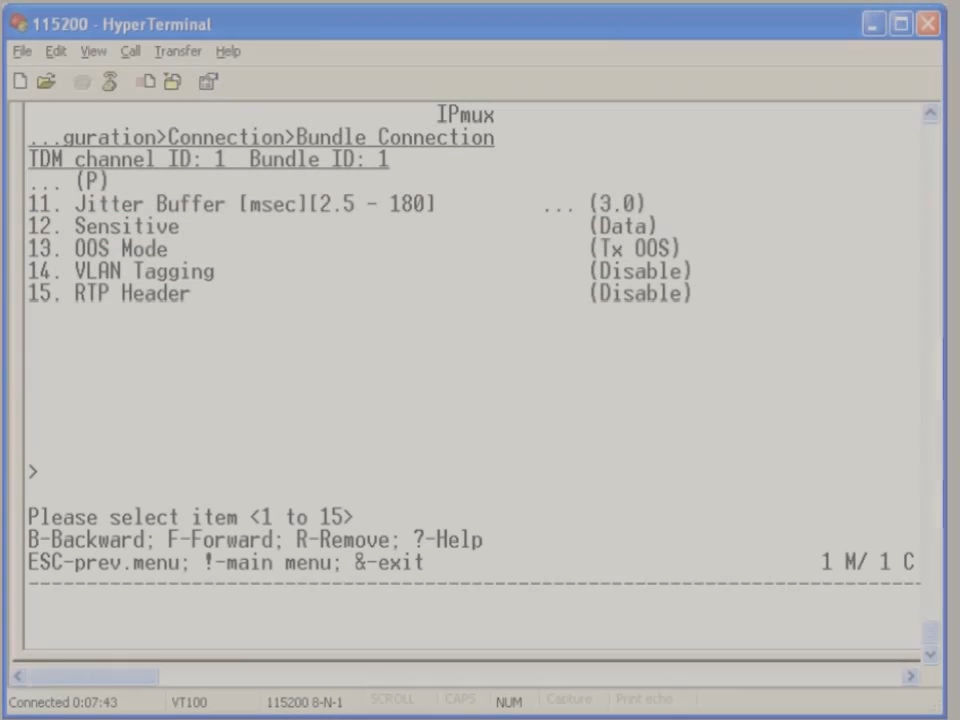 115200 - HyperTerminal
File Edit View Call Transfer Help
IPmux
...guration>Connection>Bundle Connection
TDM channel ID: 1 Bundle ID: 1
... (P)
11. Jitter Buffer [msec][2.5 - 180] ... (3.0)
12. Sensitive (Data)
13. OOS Mode (Tx OOS)
14. VLAN Tagging (Disable)
15. RTP Header (Disable)
>
Please select item <1 to 15>
B-Backward; F-Forward; R-Remove; ?-Help
ESC-prev.menu; !-main menu; &-exit 1 M/ 1 C
--------------------------------------------------------------------------------
Connected 0:07:43 VT100 115200 8-N-1 SCROLL CAPS NUM Capture Print echo